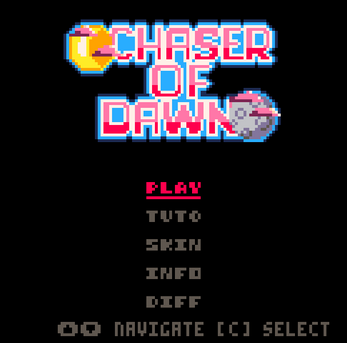 CHASER
OF
DAWN
PLAY
TUTO
SKIN
INFO
DIFF
NAVIGATE [C] SELECT